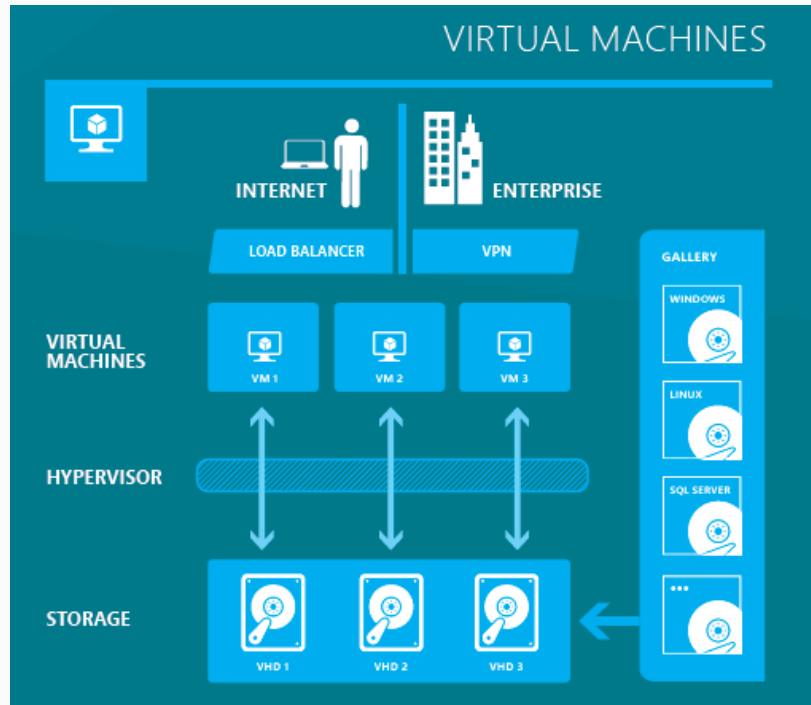 VIRTUAL MACHINES
INTERNET
ENTERPRISE
LOAD BALANCER
VPN
GALLERY
WINDOWS
LINUX
SQL SERVER
•••
VIRTUAL
MACHINES
VM 1
VM 2
VM 3
HYPERVISOR
STORAGE
VHD 1
VHD 2
VHD 3